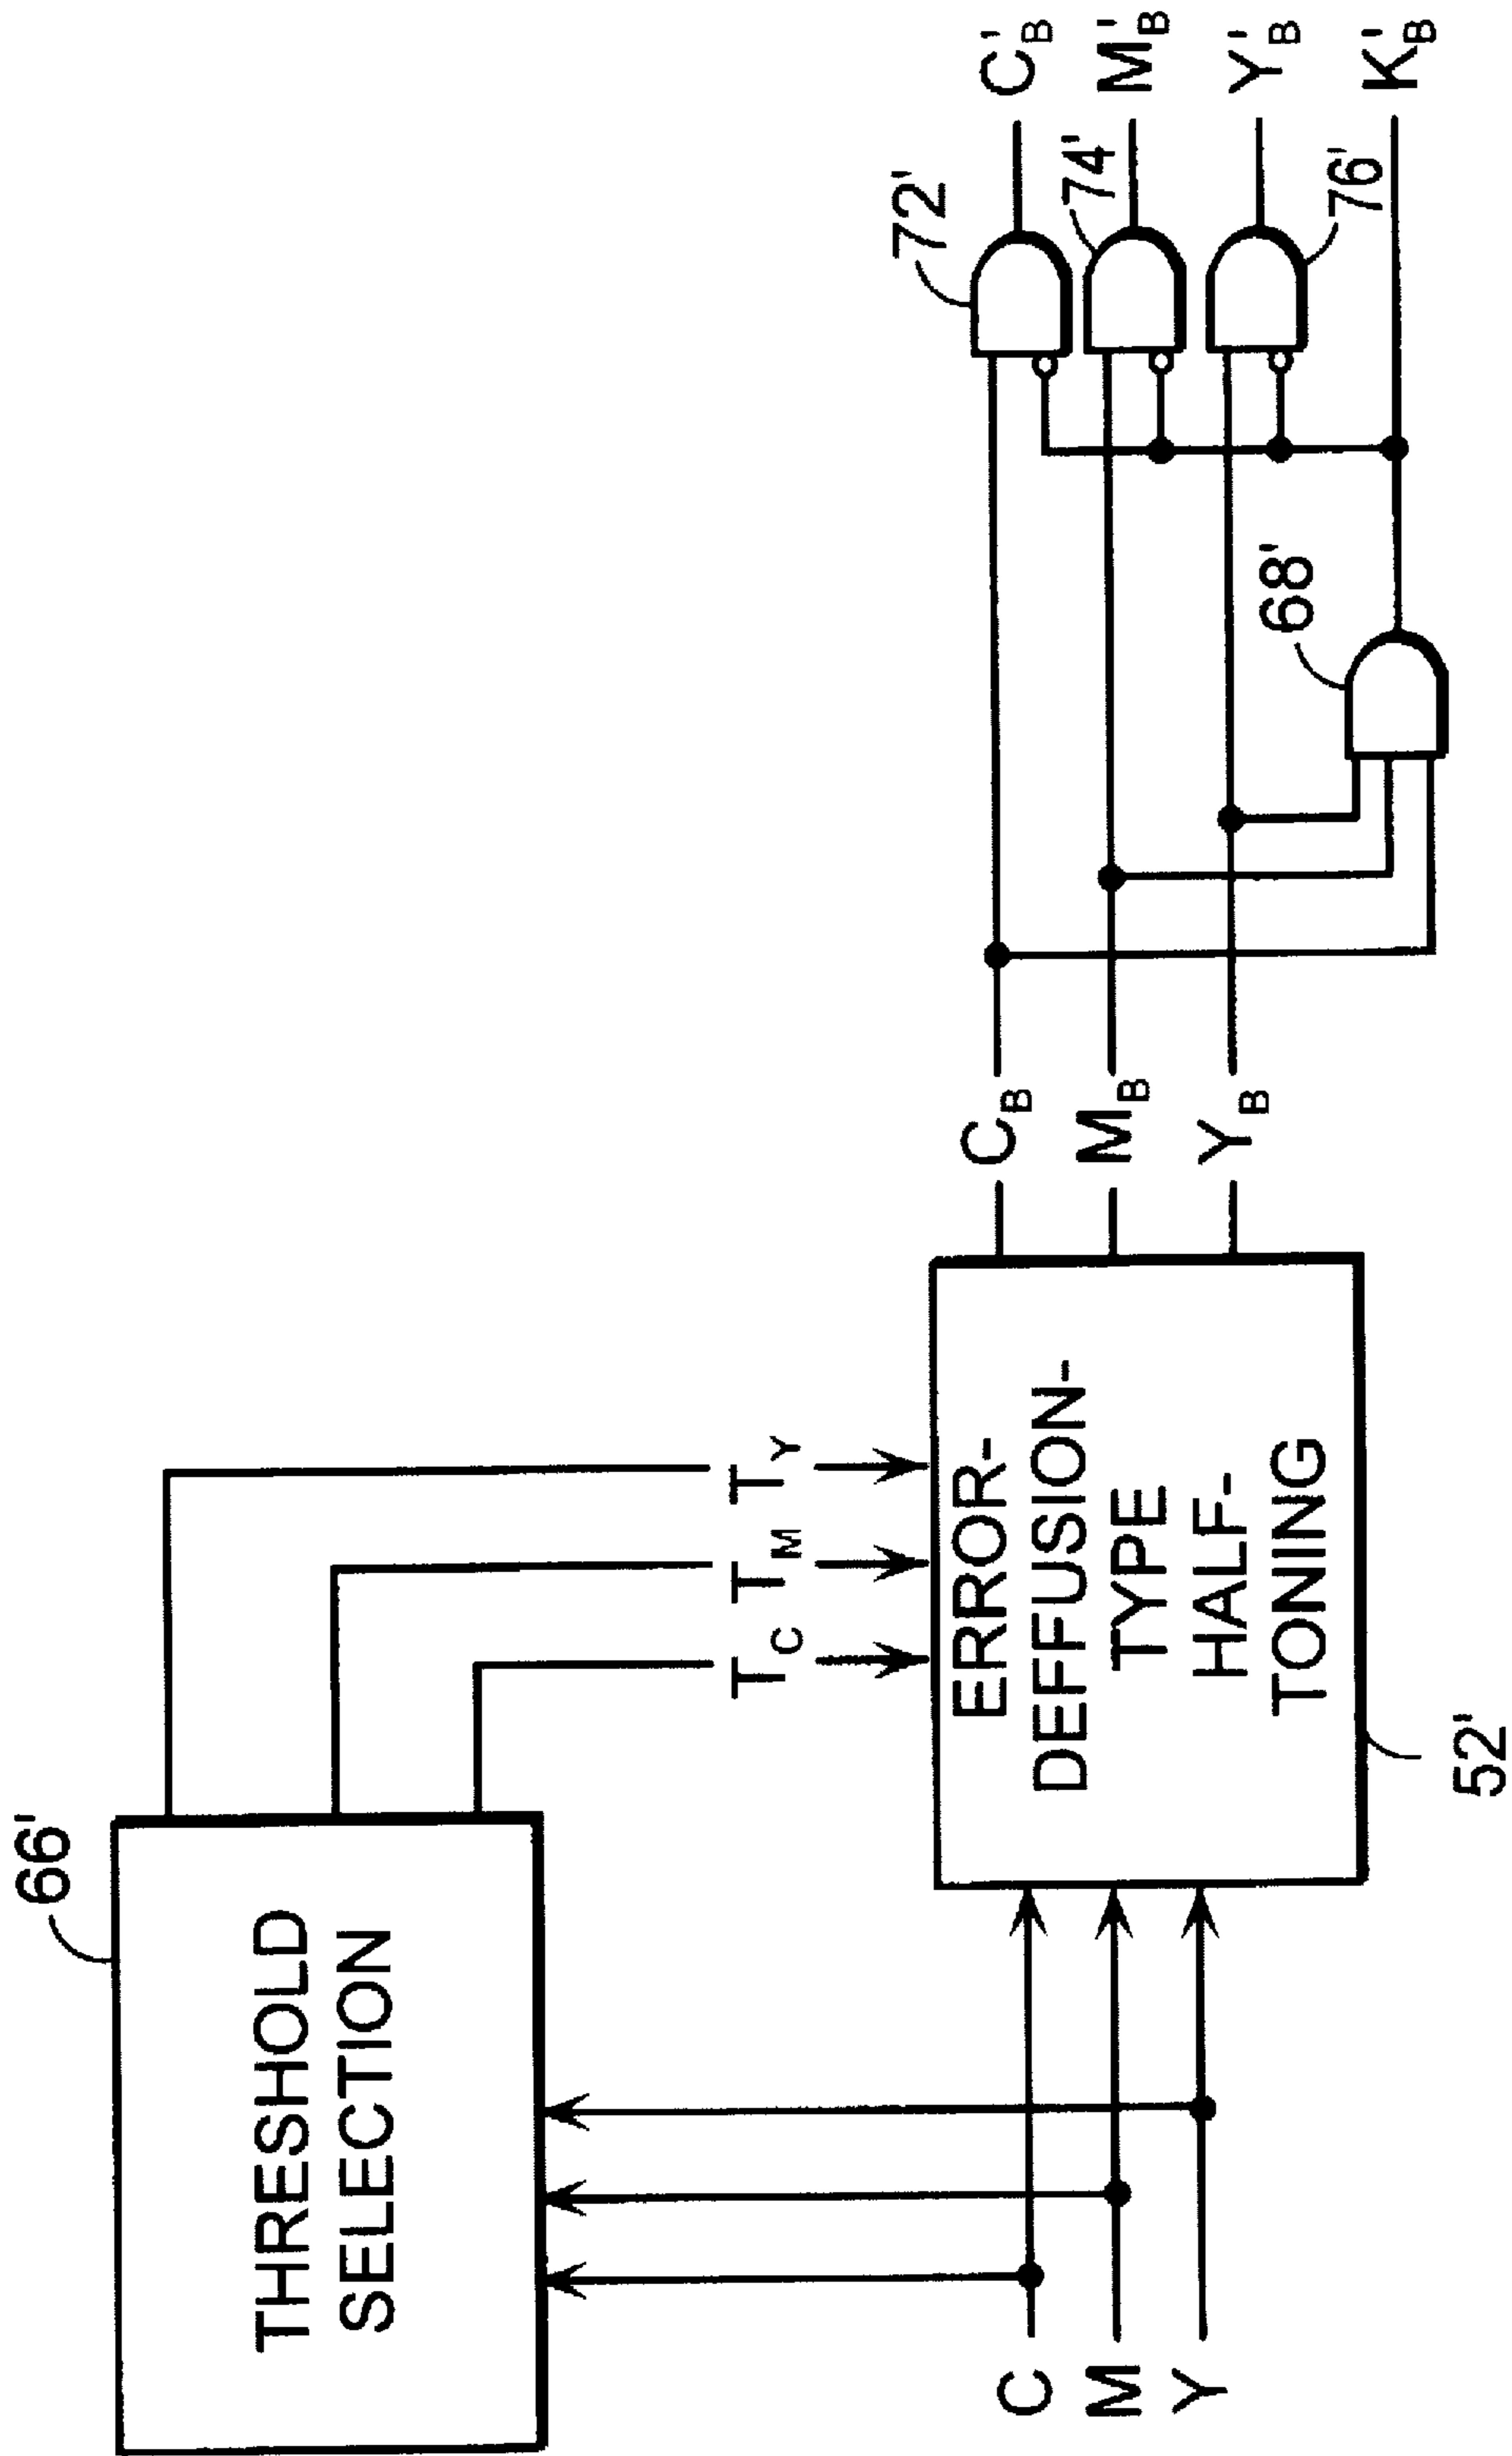 66'
THRESHOLD
SELECTION
C
M
Y
T_C T_M T_Y
ERROR-
DEFFUSION-
TYPE
HALF-
TONING
52'
C_B
M_B
Y_B
68'
72'
74'
76'
C'_B
M'_B
Y'_B
K'_B